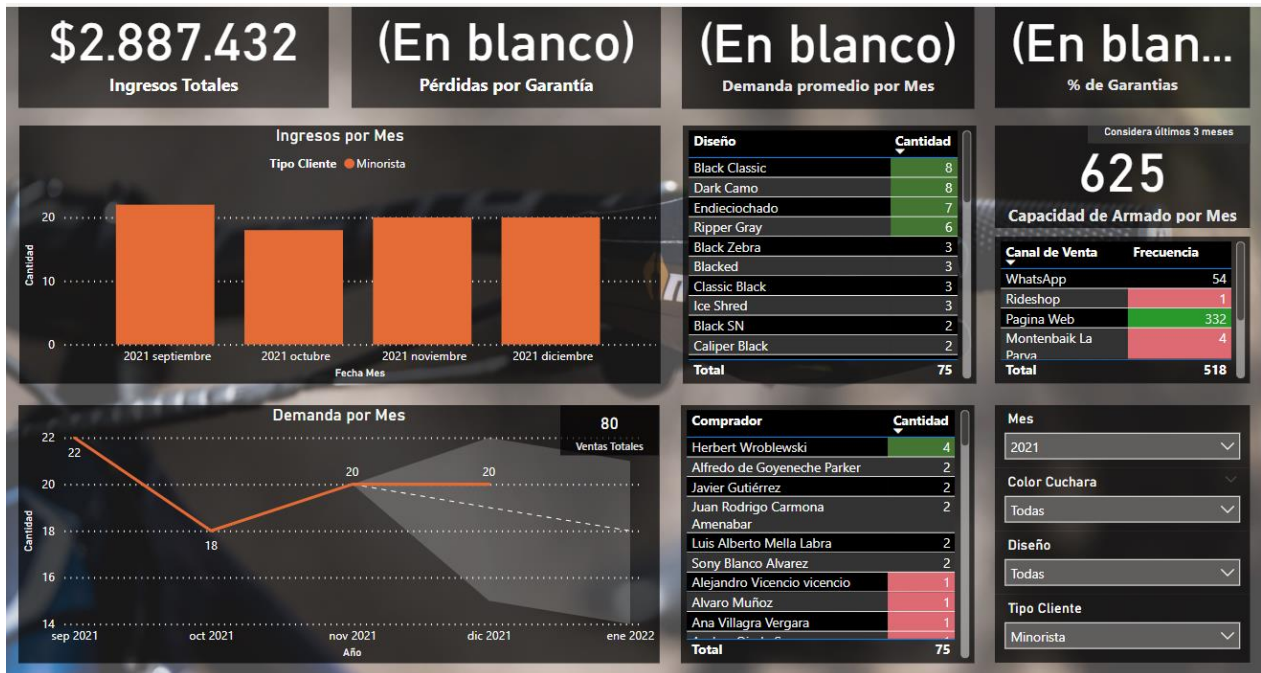 $2.887.432
Ingresos Totales
(En blanco)
Pérdidas por Garantía
(En blanco)
Demanda promedio por Mes
(En blan...
% de Garantias
Ingresos por Mes
Tipo Cliente Minorista
Cantidad
20
10
0
2021 septiembre 2021 octubre 2021 noviembre 2021 diciembre
Fecha Mes
Diseño Cantidad
Black Classic 8
Dark Camo 8
Endieciochado 7
Ripper Gray 6
Black Zebra 3
Blacked 3
Classic Black 3
Ice Shred 3
Black SN 2
Caliper Black 2
Total 75
Considera últimos 3 meses
625
Capacidad de Armado por Mes
Canal de Venta Frecuencia
WhatsApp 54
Rideshop 1
Pagina Web 332
Montenbaik La 4
Parva
Total 518
Demanda por Mes
80
Ventas Totales
Cantidad
22
20
18
16
14
22
18
20
20
sep 2021 oct 2021 nov 2021 dic 2021 ene 2022
Año
Comprador Cantidad
Herbert Wroblewski 4
Alfredo de Goyeneche Parker 2
Javier Gutiérrez 2
Juan Rodrigo Carmona 2
Amenabar
Luis Alberto Mella Labra 2
Sony Blanco Alvarez 2
Alejandro Vicencio vicencio 1
Alvaro Muñoz 1
Ana Villagra Vergara 1
Total 75
Mes
2021
Color Cuchara
Todas
Diseño
Todas
Tipo Cliente
Minorista